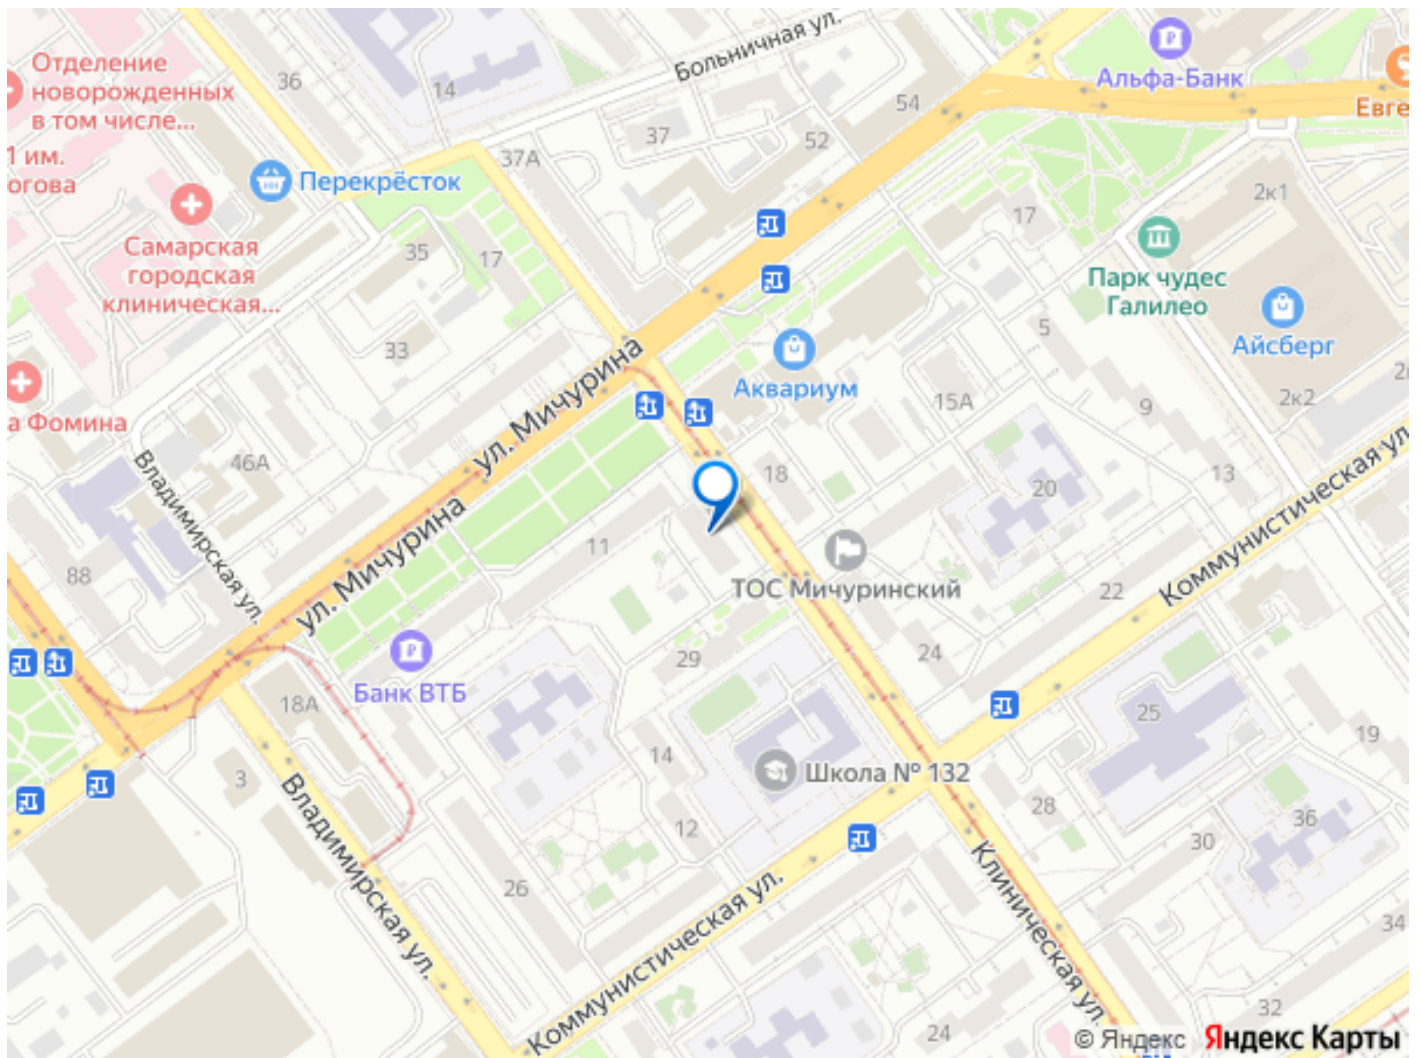 Больничная ул.
Альфа-Банк
Евге
Отделение
новорожденных
в том числе...
1 им.
огова
36
14
54
37
52
37А
Перекрёсток
2к1
17
Самарская
городская
клиническая...
35
17
Парк чудес
Галилео
Айсберг
5
33
ул. Мичурина
Аквариум
а Фомина
15А
9
2к2
2
46А
Владимирская ул.
18
13
20
Коммунистическая ул
ул. Мичурина
11
88
ТОС Мичуринский
22
29
24
Банк ВТБ
18А
25
19
14
3
Школа № 132
28
36
12
30
Владимирская ул.
26
Клиническая ул.
34
Коммунистическая ул.
24
32
© Яндекс Яндекс Карты